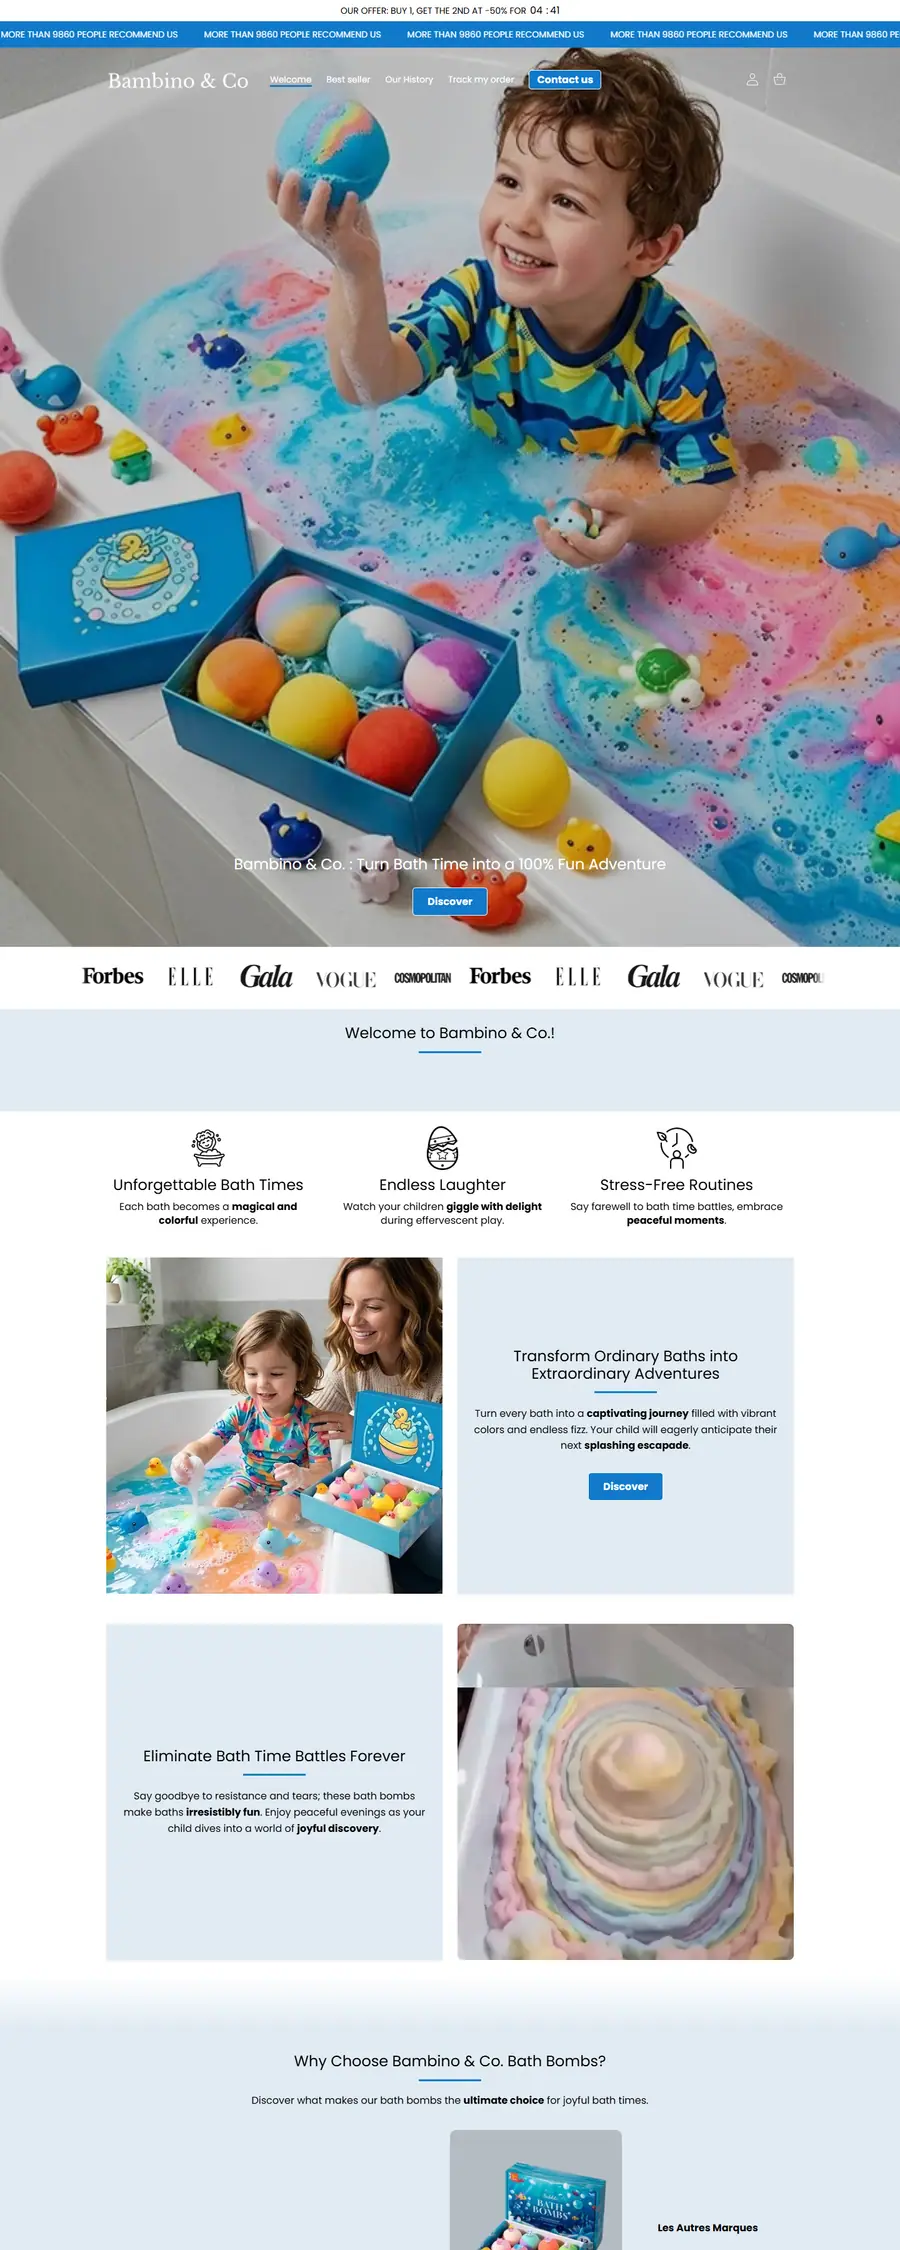 OUR OFFER: BUY 1, GET THE 2ND AT -50% FOR 04 : 41
MORE THAN 9860 PEOPLE RECOMMEND US MORE THAN 9860 PEOPLE RECOMMEND US MORE THAN 9860 PEOPLE RECOMMEND US MORE THAN 9860 PEOPLE RECOMMEND US MORE THAN 9860 PE
Bambino & Co Welcome Best seller Our History Track my order Contact us
Bambino & Co. : Turn Bath Time into a 100% Fun Adventure
Discover
Forbes ELLE Gala VOGUE COSMOPOLITAN Forbes ELLE Gala VOGUE COSMOPOL
Welcome to Bambino & Co.!
Unforgettable Bath Times
Each bath becomes a magical and
colorful experience.
Endless Laughter
Watch your children giggle with delight
during effervescent play.
Stress-Free Routines
Say farewell to bath time battles, embrace
peaceful moments.
Transform Ordinary Baths into
Extraordinary Adventures
Turn every bath into a captivating journey filled with vibrant
colors and endless fizz. Your child will eagerly anticipate their
next splashing escapade.
Discover
Eliminate Bath Time Battles Forever
Say goodbye to resistance and tears; these bath bombs
make baths irresistibly fun. Enjoy peaceful evenings as your
child dives into a world of joyful discovery.
Why Choose Bambino & Co. Bath Bombs?
Discover what makes our bath bombs the ultimate choice for joyful bath times.
BATH
BOMBS
Les Autres Marques